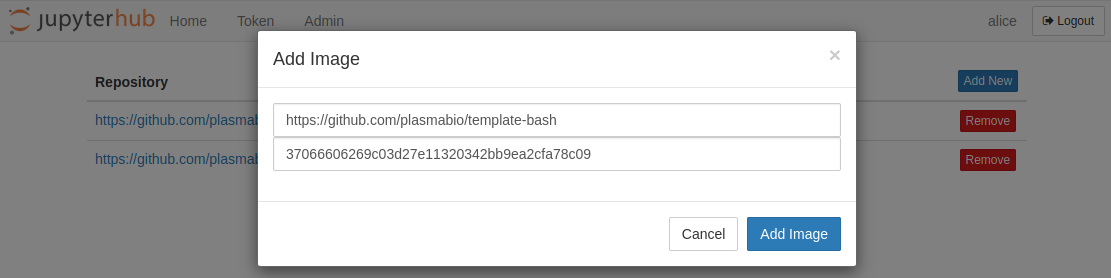 jupyterhub Home Token Admin alice Logout
Add Image ×
Repository Add New
https://github.com/plasmabio/template-bash
https://github.com/plasmab Remove
37066606269c03d27e11320342bb9ea2cfa78c09
https://github.com/plasmab Remove
Cancel Add Image